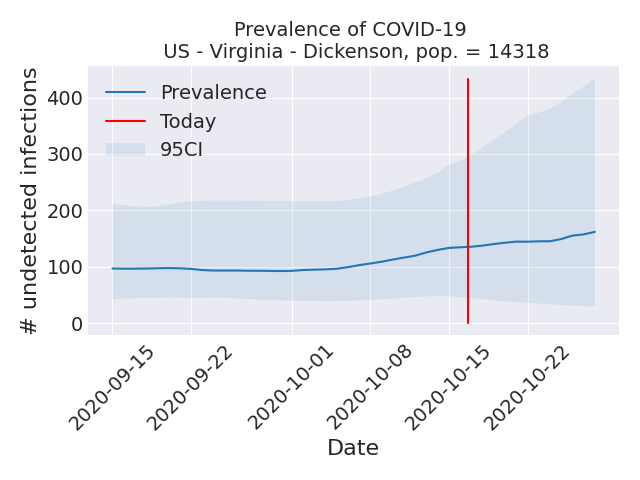 Prevalence of COVID-19
US - Virginia - Dickenson, pop. = 14318
# undetected infections
400
300
200
100
0
Prevalence
Today
95CI
2020-09-15
2020-09-22
2020-10-01
2020-10-08
2020-10-15
2020-10-22
Date